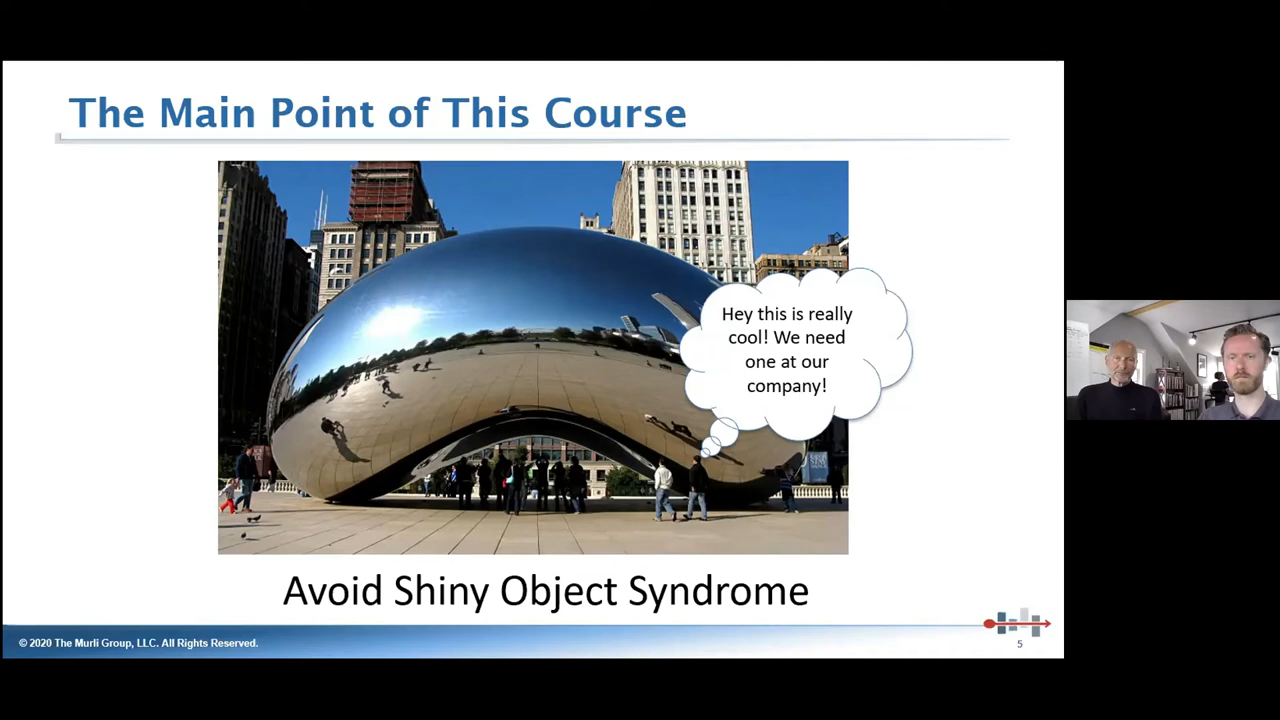 The Main Point of This Course
Hey this is really
cool! We need
one at our
company!
Avoid Shiny Object Syndrome
© 2020 The Murli Group, LLC. All Rights Reserved.
5